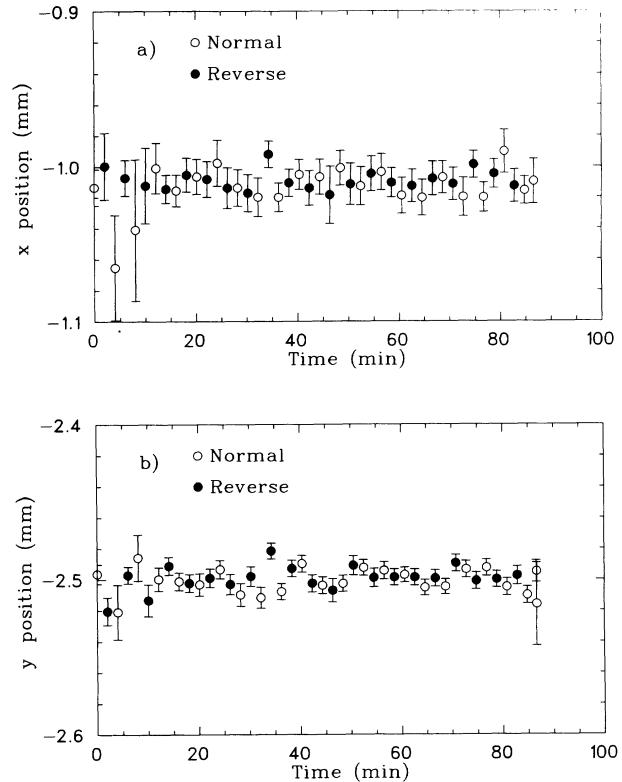 -0.9
a)
Normal
Reverse
x position (mm)
-1.0
-1.1
0 20 40 60 80 100
Time (min)
-2.4
b)
Normal
Reverse
y position (mm)
-2.5
-2.6
0 20 40 60 80 100
Time (min)